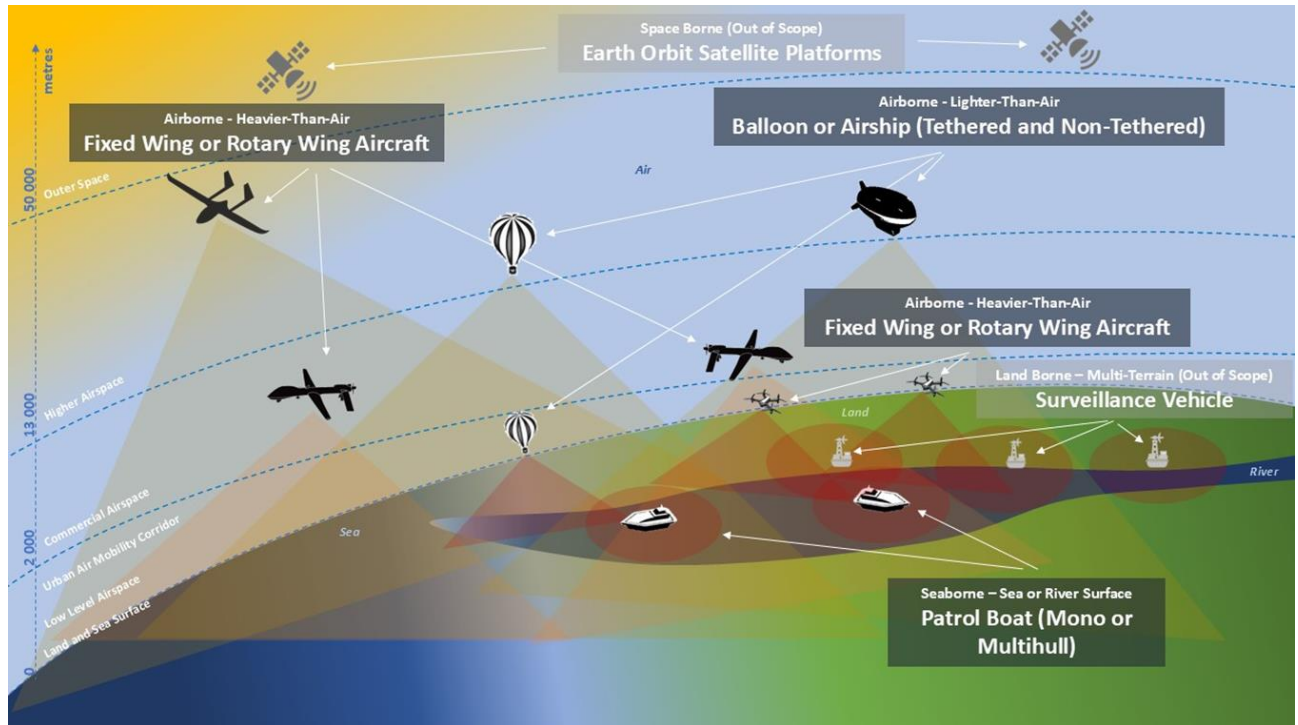 Space Borne (Out of Scope)
Earth Orbit Satellite Platforms
metres
Airborne - Heavier-Than-Air
Fixed Wing or Rotary Wing Aircraft
Airborne - Lighter-Than-Air
Balloon or Airship (Tethered and Non-Tethered)
Air
Outer Space
50 000
Airborne - Heavier-Than-Air
Fixed Wing or Rotary Wing Aircraft
Land Borne – Multi-Terrain (Out of Scope)
Surveillance Vehicle
Higher Airspace
13 000
Land
River
Commercial Airspace
Sea
Urban Air Mobility Corridor
2 000
Low Level Airspace
Land and Sea Surface
0
Seaborne – Sea or River Surface
Patrol Boat (Mono or
Multihull)